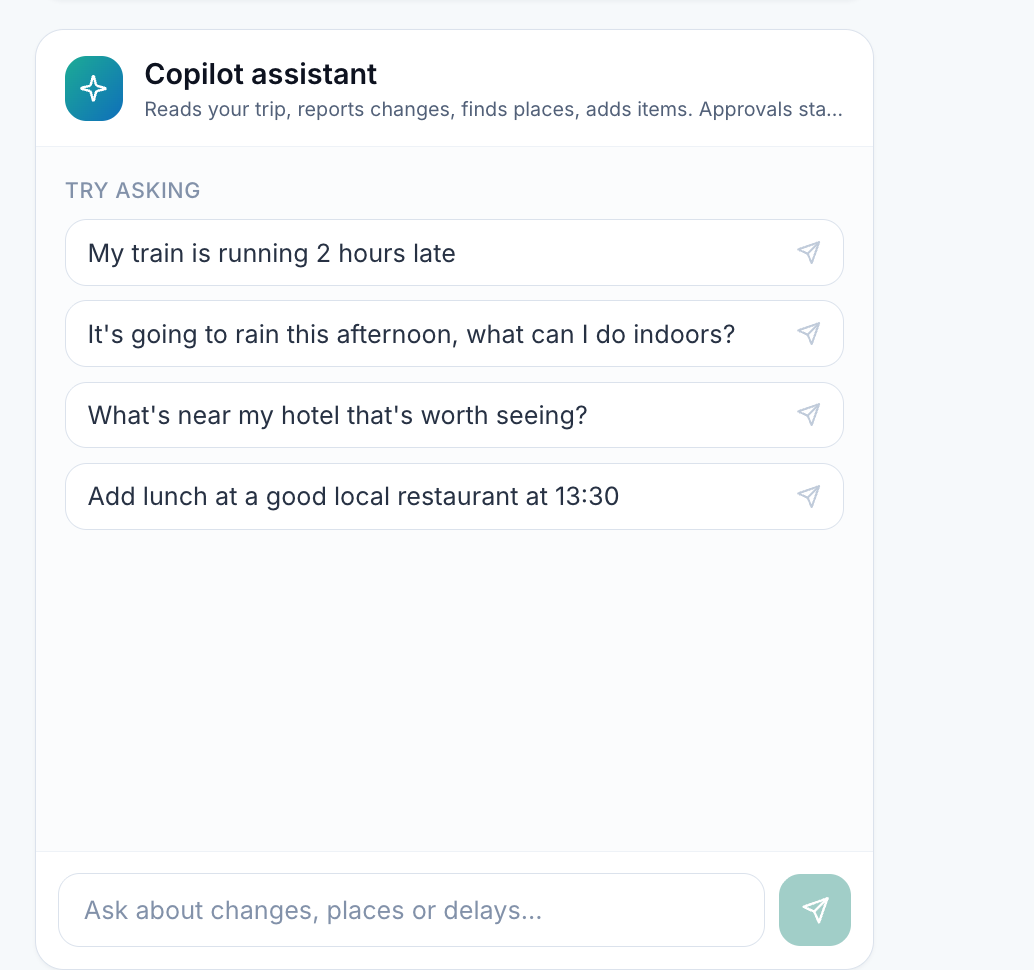 Copilot assistant
Reads your trip, reports changes, finds places, adds items. Approvals sta...
TRY ASKING
My train is running 2 hours late
It's going to rain this afternoon, what can I do indoors?
What's near my hotel that's worth seeing?
Add lunch at a good local restaurant at 13:30
Ask about changes, places or delays...